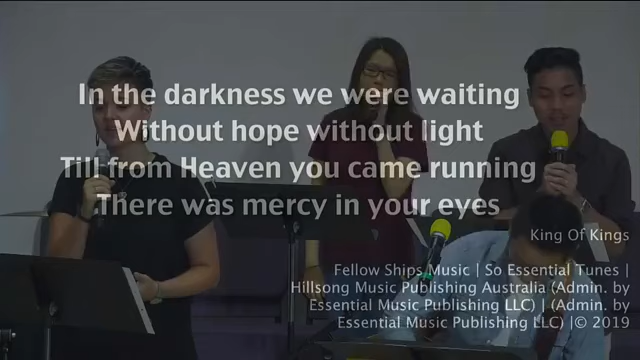 In the darkness we were waiting
Without hope without light
Till from Heaven you came running
There was mercy in your eyes
King Of Kings
Fellow Ships Music | So Essential Tunes |
Hillsong Music Publishing Australia (Admin. by
Essential Music Publishing LLC) | (Admin. by
Essential Music Publishing LLC) |© 2019